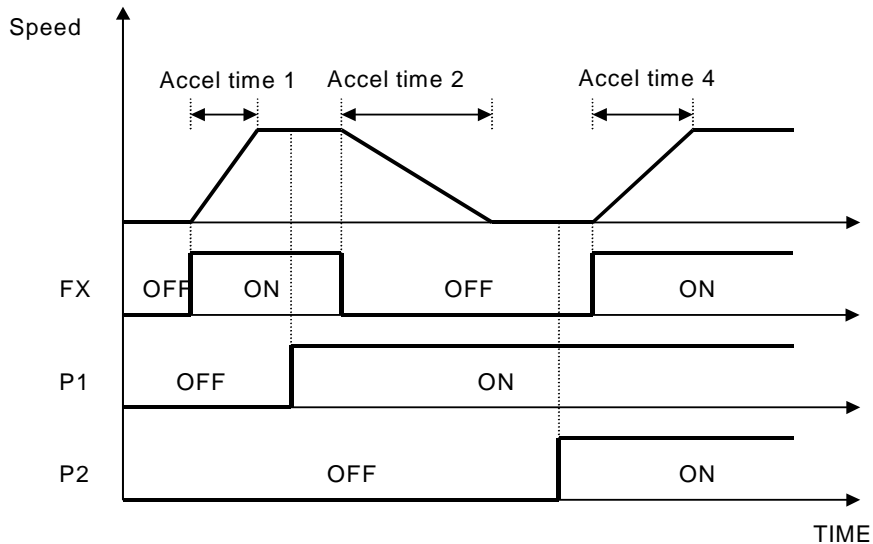 Speed
Accel time 1 Accel time 2 Accel time 4
FX OFF ON OFF ON
P1 OFF ON
P2 OFF ON
TIME